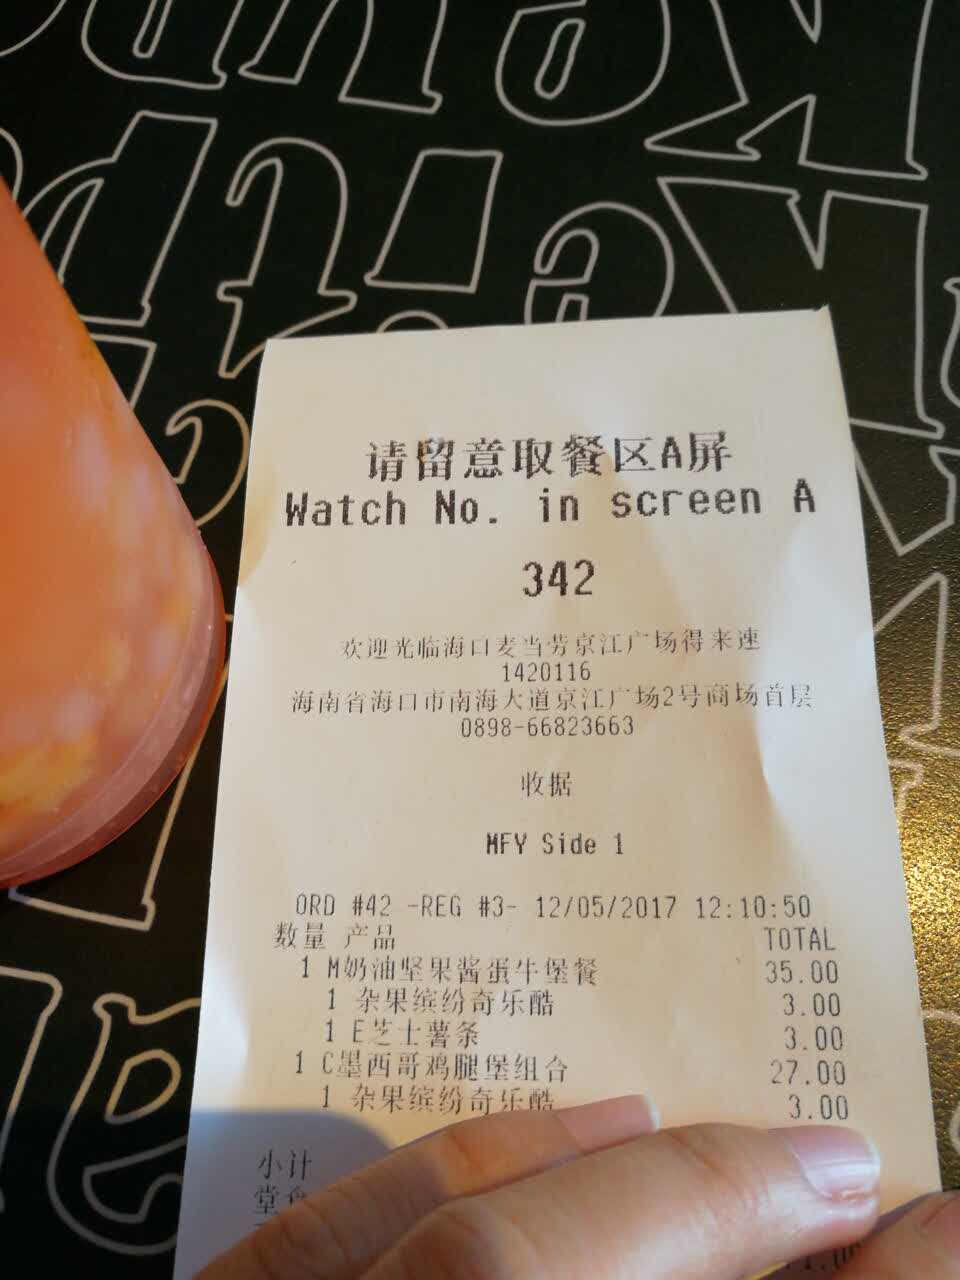 请留意取餐区A屏
Watch No. in screen A
342
欢迎光临海口麦当劳京江广场得来速
1420116
海南省海口市南海大道京江广场2号商场首层
0898-66823663
收据
MFY Side 1
ORD #42 -REG #3- 12/05/2017 12:10:50
数量 产品 TOTAL
1 M奶油坚果酱蛋牛堡餐 35.00
1 杂果缤纷奇乐酷 3.00
1 E芝士薯条 3.00
1 C墨西哥鸡腿堡组合 27.00
1 杂果缤纷奇乐酷 3.00
小计
堂食